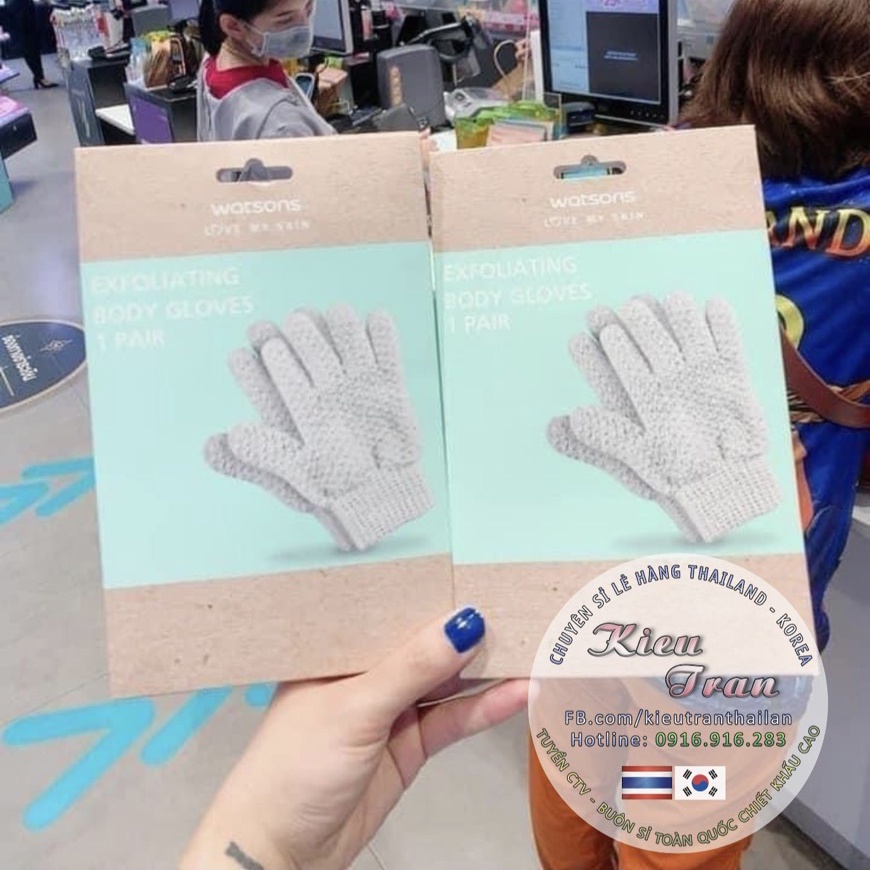 watsons
LOVE MY SKIN
EXFOLIATING
BODY GLOVES
1 PAIR
watsons
LOVE MY SKIN
EXFOLIATING
BODY GLOVES
1 PAIR
AND
CHUYÊN SỈ LẺ HÀNG THAILAND - KOREA
Kieu
Tran
FB.com/kieutranthailan
Hotline: 0916.916.283
TUYỂN CTV - BUÔN SỈ TOÀN QUỐC CHIẾT KHẤU CAO